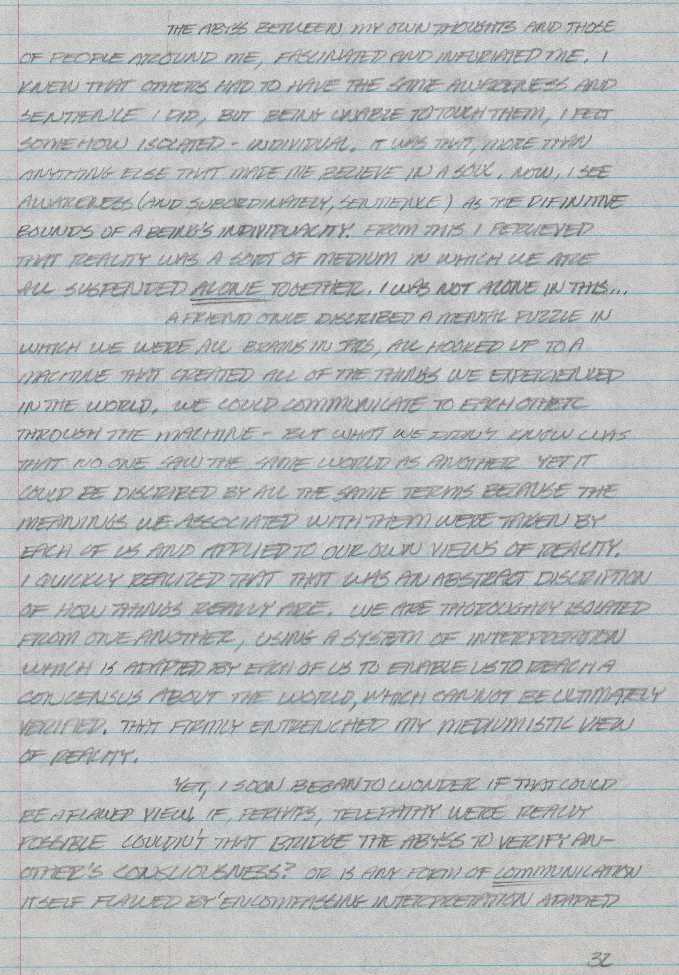 THE ABYSS BETWEEN MY OWN THOUGHTS AND THOSE
OF PEOPLE AROUND ME, FASCINATED AND INFURIATED ME. I
KNEW THAT OTHERS HAD TO HAVE THE SAME AWARENESS AND
SENTIENCE I DID, BUT BEING UNABLE TO TOUCH THEM, I FELT
SOMEHOW ISOLATED - INDIVIDUAL. IT WAS THAT, MORE THAN
ANYTHING ELSE THAT MADE ME BELIEVE IN A SOUL. NOW, I SEE
AWARENESS (AND SUBORDINATELY, SENTIENCE) AS THE DIFINITIVE
BOUNDS OF A BEING'S INDIVIDUALITY. FROM THIS I PERCIEVED
THAT REALITY WAS A SORT OF MEDIUM IN WHICH WE ARE
ALL SUSPENDED ALONE TOGETHER. I WAS NOT ALONE IN THIS...
A FRIEND ONCE DISCRIBED A MENTAL PUZZLE IN
WHICH WE WERE ALL BRAINS IN JARS, ALL HOOKED UP TO A
MACHINE THAT CREATED ALL OF THE THINGS WE EXPERIENCED
IN THE WORLD. WE COULD COMMUNICATE TO EACH OTHER
THROUGH THE MACHINE - BUT WHAT WE DIDN'T KNOW WAS
THAT NO ONE SAW THE SAME WORLD AS ANOTHER YET IT
COULD BE DISCRIBED BY ALL THE SAME TERMS BECAUSE THE
MEANINGS WE ASSOCIATED WITH THEM WERE TAKEN BY
EACH OF US AND APPLIED TO OUR OWN VIEWS OF REALITY.
I QUICKLY REALIZED THAT THAT WAS AN ABSTRACT DISCRIPTION
OF HOW THINGS REALLY ARE. WE ARE THOROUGHLY ISOLATED
FROM ONE ANOTHER, USING A SYSTEM OF INTERPRETATION
WHICH IS ADAPTED BY EACH OF US TO ENABLE US TO REACH A
CONCENSUS ABOUT THE WORLD, WHICH CANNOT BE ULTIMATELY
VERIFIED. THAT FIRMLY ENTRENCHED MY MEDIUMISTIC VIEW
OF REALITY.
YET, I SOON BEGAN TO WONDER IF THAT COULD
BE A FLAWED VIEW. IF, PERHAPS, TELEPATHY WERE REALLY
POSSIBLE COULDN'T THAT BRIDGE THE ABYSS TO VERIFY AN-
OTHER'S CONSCIOUSNESS? OR IS ANY FORM OF COMMUNICATION
ITSELF FLAWED BY ENCOMPASSING INTERPRETATION ADAPTED
32